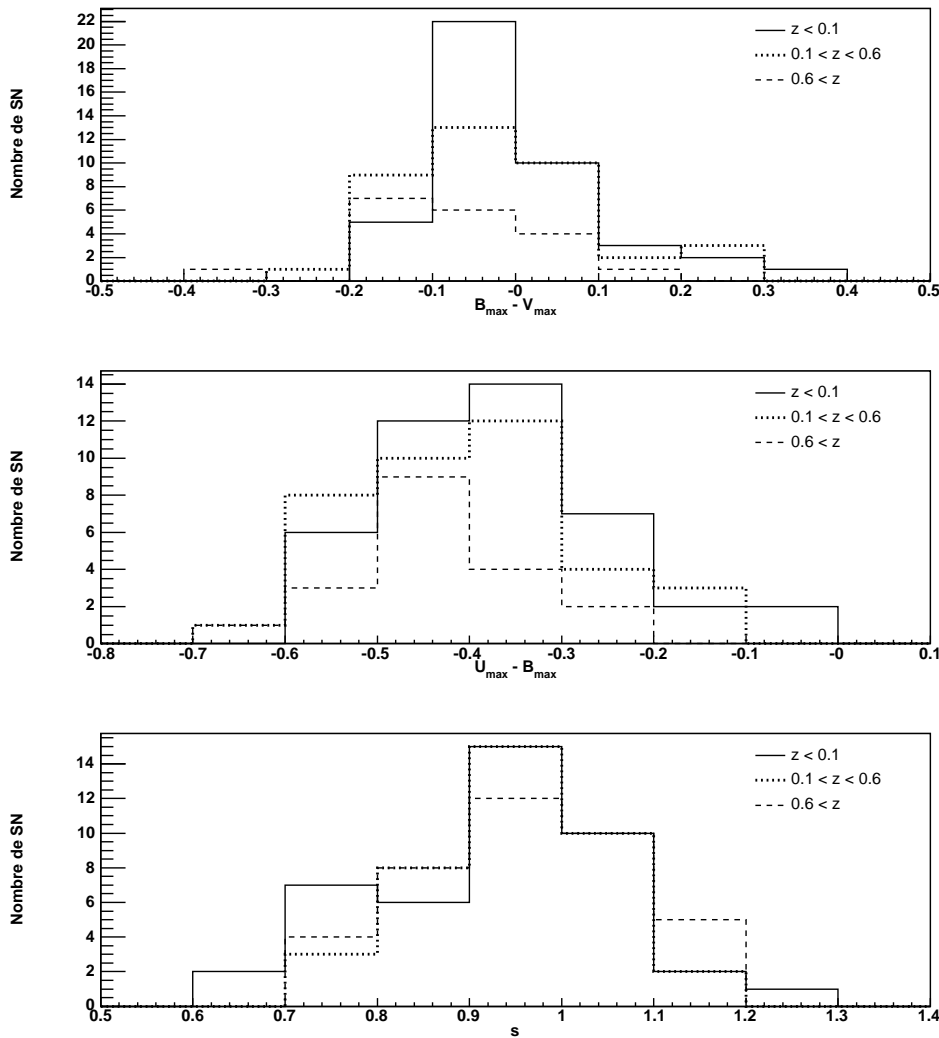 Nombre de SN
22
20
18
16
14
12
10
8
6
4
2
0
z < 0.1
0.1 < z < 0.6
0.6 < z
-0.5 -0.4 -0.3 -0.2 -0.1 -0 0.1 0.2 0.3 0.4 0.5
Bmax - Vmax
Nombre de SN
14
12
10
8
6
4
2
0
z < 0.1
0.1 < z < 0.6
0.6 < z
-0.8 -0.7 -0.6 -0.5 -0.4 -0.3 -0.2 -0.1 -0 0.1
Umax - Bmax
Nombre de SN
14
12
10
8
6
4
2
0
z < 0.1
0.1 < z < 0.6
0.6 < z
0.5 0.6 0.7 0.8 0.9 1 1.1 1.2 1.3 1.4
s